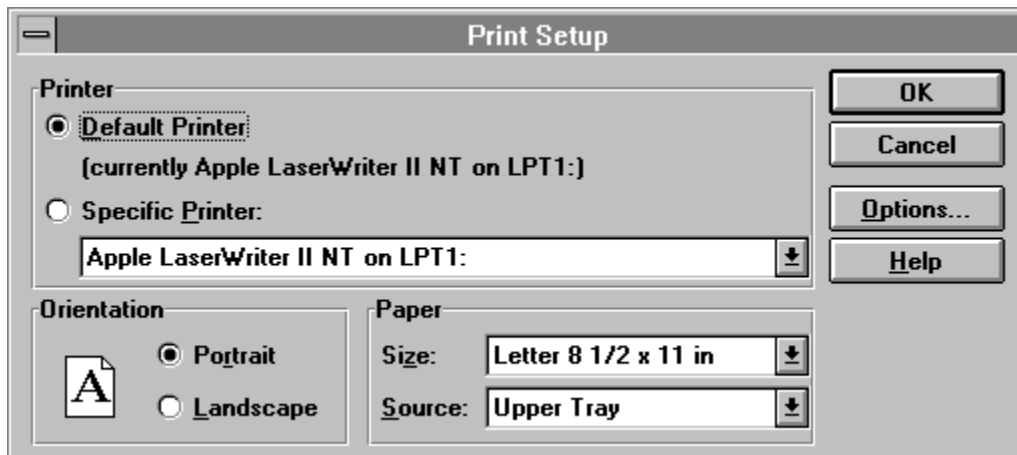 Print Setup
Printer
Default Printer
(currently Apple LaserWriter II NT on LPT1:)
Specific Printer:
Apple LaserWriter II NT on LPT1:
OK
Cancel
Options...
Help
Orientation
A
Portrait
Landscape
Paper
Size: Letter 8 1/2 x 11 in
Source: Upper Tray